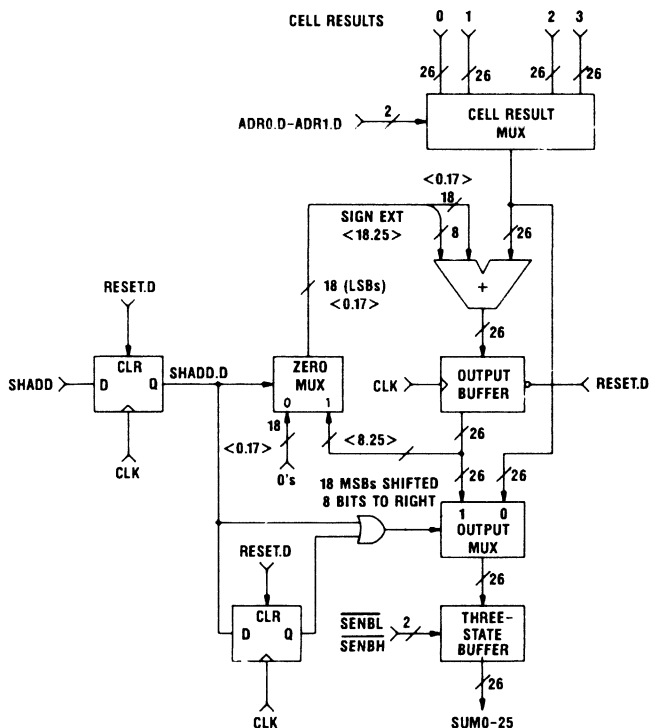 CELL RESULTS
0 1 2 3
26 26 26 26
ADR0.D–ADR1.D
2
CELL RESULT
MUX
<0.17>
18
SIGN EXT
<18.25>
8
26
18 (LSBs)
<0.17>
+
26
RESET.D
SHADD
CLR
D Q
SHADD.D
CLK
ZERO
MUX
0 1
18
<0.17>
0's
<8.25>
CLK
OUTPUT
BUFFER
RESET.D
26
26 26
18 MSBs SHIFTED
8 BITS TO RIGHT
1 0
OUTPUT
MUX
26
RESET.D
CLR
D Q
CLK
SENBL
SENBH
2
THREE-
STATE
BUFFER
26
SUM0-25